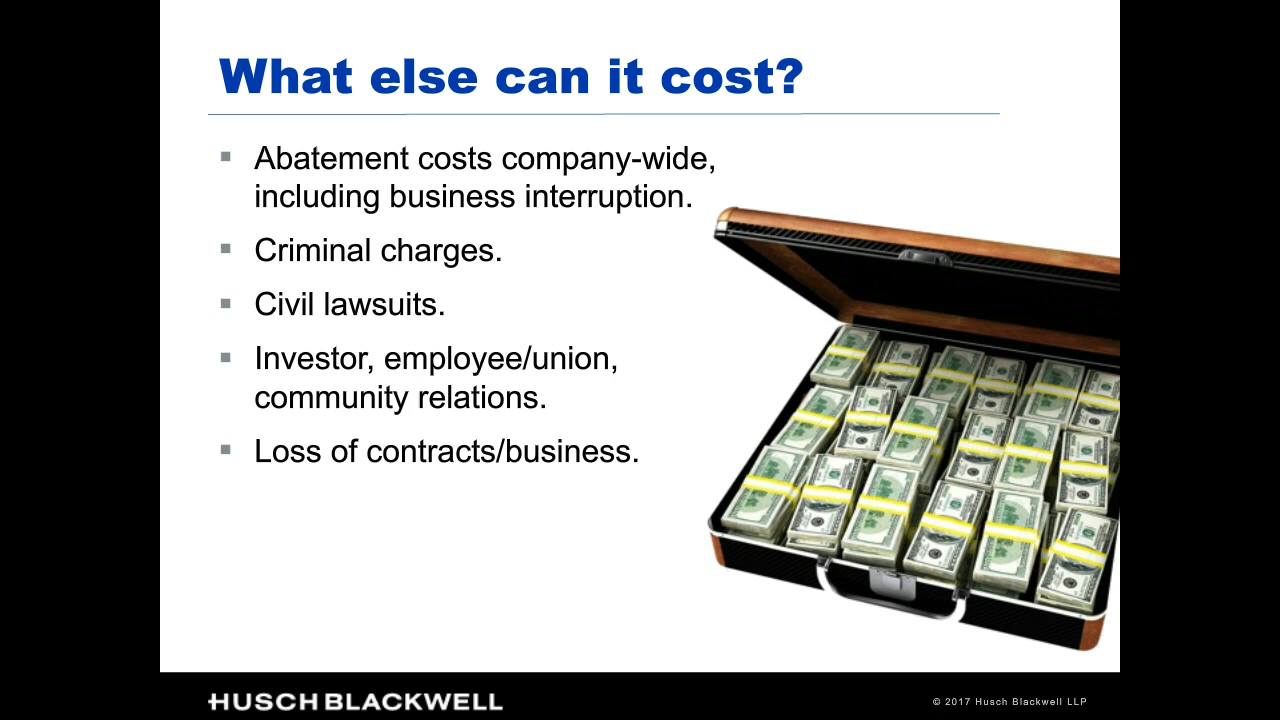 What else can it cost?
Abatement costs company-wide,
including business interruption.
Criminal charges.
Civil lawsuits.
Investor, employee/union,
community relations.
Loss of contracts/business.
HUSCH BLACKWELL
© 2017 Husch Blackwell LLP